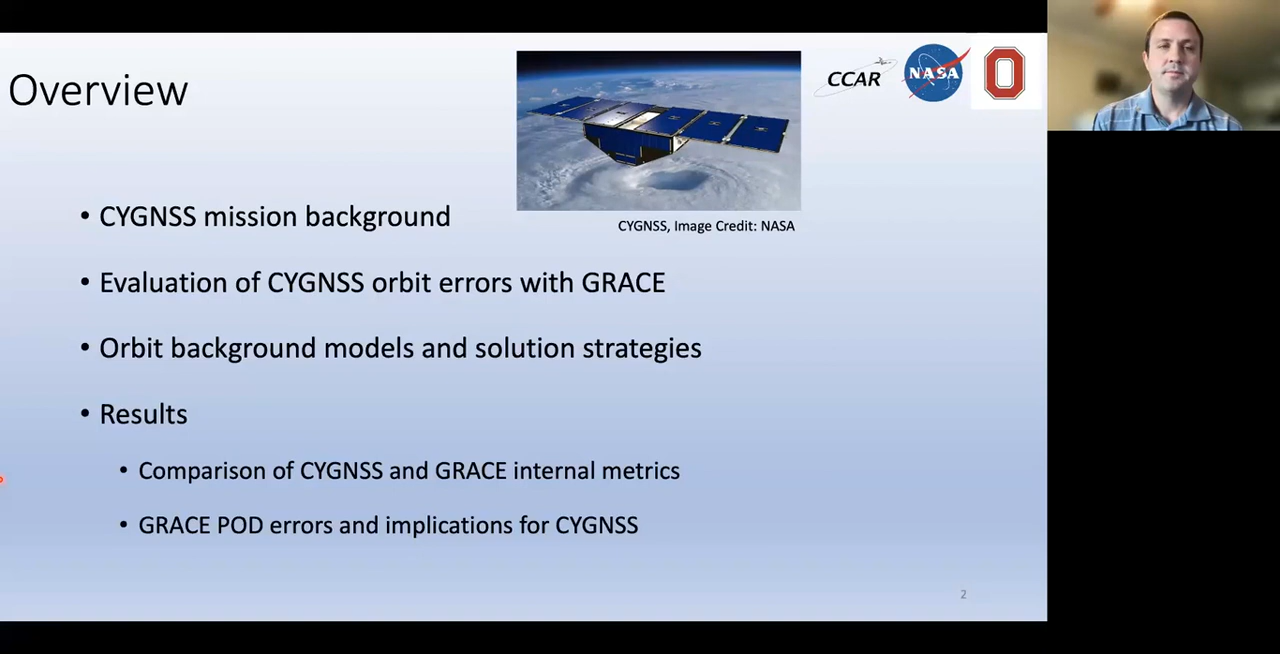 Overview
CCAR
NASA
CYGNSS, Image Credit: NASA
• CYGNSS mission background
• Evaluation of CYGNSS orbit errors with GRACE
• Orbit background models and solution strategies
• Results
• Comparison of CYGNSS and GRACE internal metrics
• GRACE POD errors and implications for CYGNSS
2